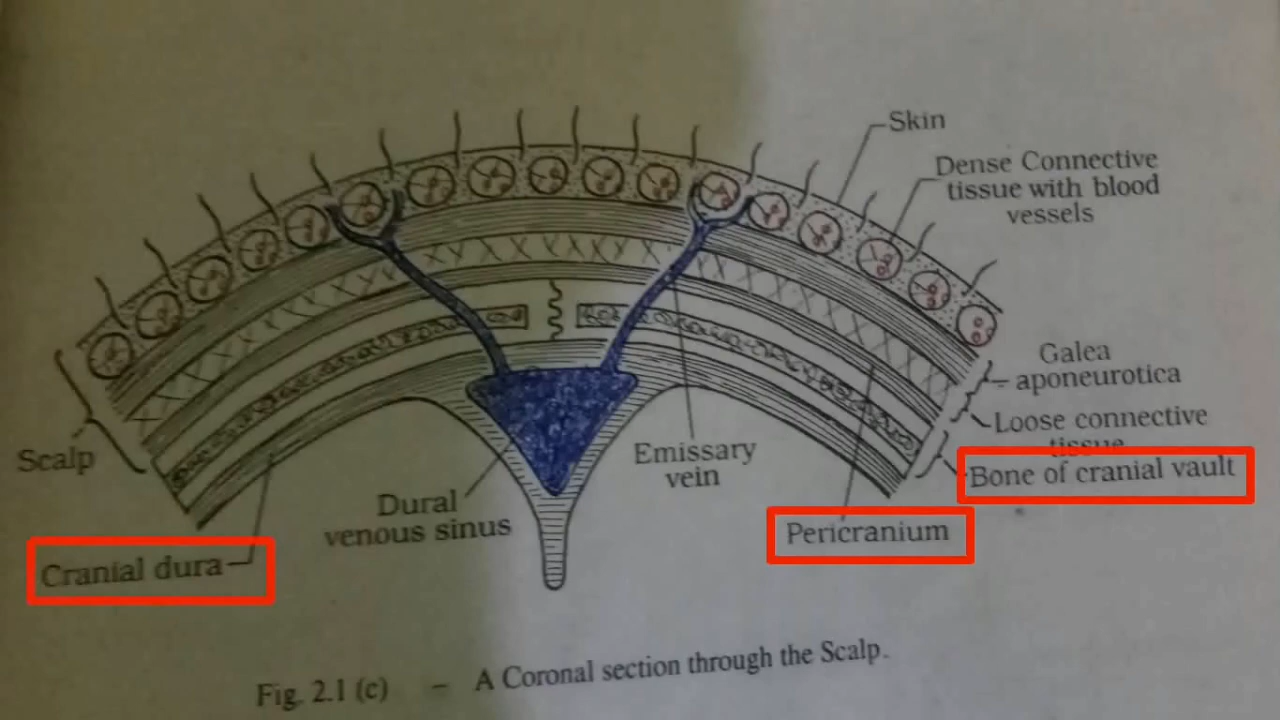 Skin
Dense Connective
tissue with blood
vessels
Galea
aponeurotica
Loose connective
tissue
Bone of cranial vault
Scalp
Emissary
vein
Dural
venous sinus
Pericranium
Cranial dura
Fig. 2.1 (c) – A Coronal section through the Scalp.